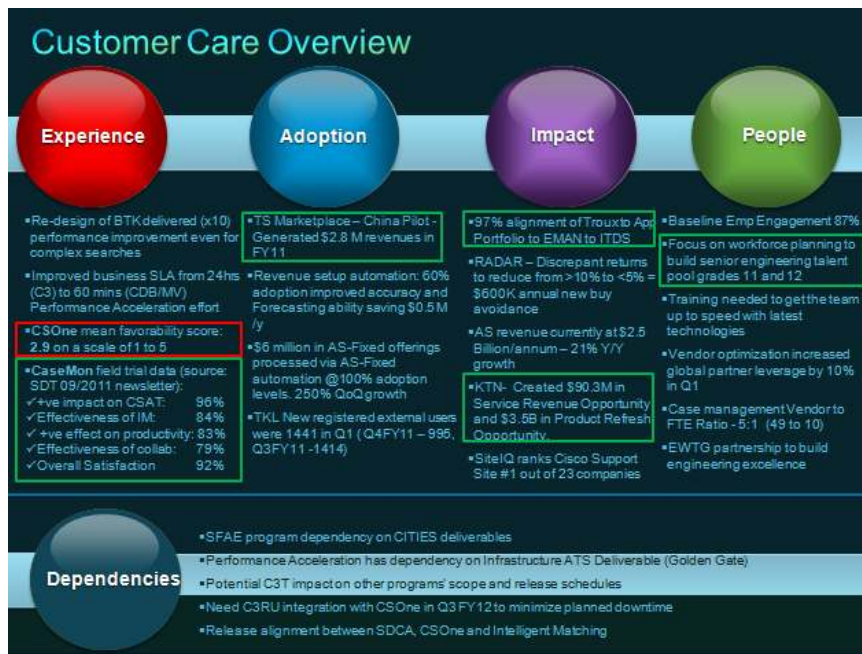 Customer Care Overview
Experience
▪Re-design of BTK delivered (x10)
performance improvement even for
complex searches
▪Improved business SLA from 24hs
(C3) to 60 mins (CDB/MV)
Performance Acceleration effort
▪CSOne mean favorability score:
2.9 on a scale of 1 to 5
▪CaseMon field trial data (source:
SDT 09/2011 newsletter):
✓+ve impact on CSAT: 96%
✓Effectiveness of IM: 84%
✓+ve effect on productivity: 83%
✓Effectiveness of collab: 79%
✓Overall Satisfaction 92%
Adoption
▪TS Marketplace – China Pilot -
Generated $2.8 M revenues in
FY11
▪Revenue setup automation: 60%
adoption improved accuracy and
Forecasting ability saving $0.5 M
/y
▪$6 million in AS-Fixed offerings
processed via AS-Fixed
automation @100% adoption
levels. 250% QoQ growth
▪TKL New registered external users
were 1441 in Q1 (Q4FY11 – 995,
Q3FY11 -1414)
Impact
▪97% alignment of Troux to App
Portfolio to EMAN to ITDS
▪RADAR – Discrepant returns
to reduce from >10% to <5% =
$600K annual new buy
avoidance
▪AS revenue currently at $2.5
Billion/annum – 21% Y/Y
growth
▪KTN- Created $90.3M in
Service Revenue Opportunity
and $3.5B in Product Refresh
Opportunity.
▪SiteIQ ranks Cisco Support
Site #1 out of 23 companies
People
▪Baseline Emp Engagement 87%
▪Focus on workforce planning to
build senior engineering talent
pool grades 11 and 12
▪Training needed to get the team
up to speed with latest
technologies
▪Vendor optimization increased
global partner leverage by 10%
in Q1
▪Case management Vendor to
FTE Ratio - 5:1 (49 to 10)
▪EWTG partnership to build
engineering excellence
Dependencies
▪SFAE program dependency on CITIES deliverables
▪Performance Acceleration has dependency on Infrastructure ATS Deliverable (Golden Gate)
▪Potential C3T impact on other programs' scope and release schedules
▪Need C3RU integration with CSOne in Q3 FY12 to minimize planned downtime
▪Release alignment between SDCA, CSOne and Intelligent Matching